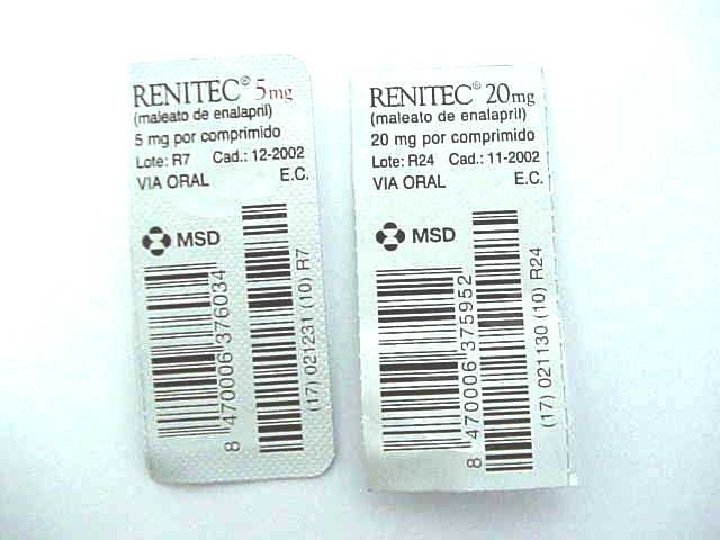 RENITEC® 5mg
(maleato de enalapril)
5 mg por comprimido
Lote: R7 Cad.: 12-2002
VIA ORAL E.C.
MSD
8 470006 376034
(17) 021231 (10) R7
RENITEC® 20mg
(maleato de enalapril)
20 mg por comprimido
Lote: R24 Cad.: 11-2002
VIA ORAL E.C.
MSD
8 470006 375952
(17) 021130 (10) R24